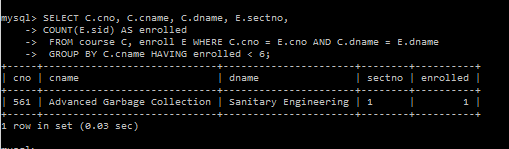 mysql> SELECT C.cno, C.cname, C.dname, E.sectno,
    -> COUNT(E.sid) AS enrolled
    ->  FROM course C, enroll E WHERE C.cno = E.cno AND C.dname = E.dname
    ->  GROUP BY C.cname HAVING enrolled < 6;
+-----+-----------------------------+----------------------+--------+----------+
| cno | cname                       | dname                | sectno | enrolled |
+-----+-----------------------------+----------------------+--------+----------+
| 561 | Advanced Garbage Collection | Sanitary Engineering | 1      |        1 |
+-----+-----------------------------+----------------------+--------+----------+
1 row in set (0.03 sec)
mysql>